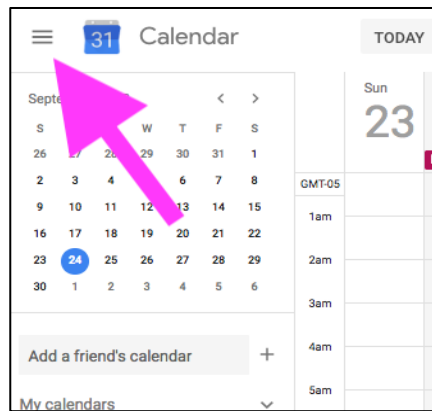 31 Calendar TODAY
Sun
23
S W T F S
26 28 29 30 31 1
2 3 4 6 7 8
9 10 11 12 13 14 15
16 17 18 19 20 21 22
23 24 25 26 27 28 29
30 1 2 3 4 5 6
GMT-05
1am
2am
3am
4am
5am
Add a friend's calendar +
My calendars